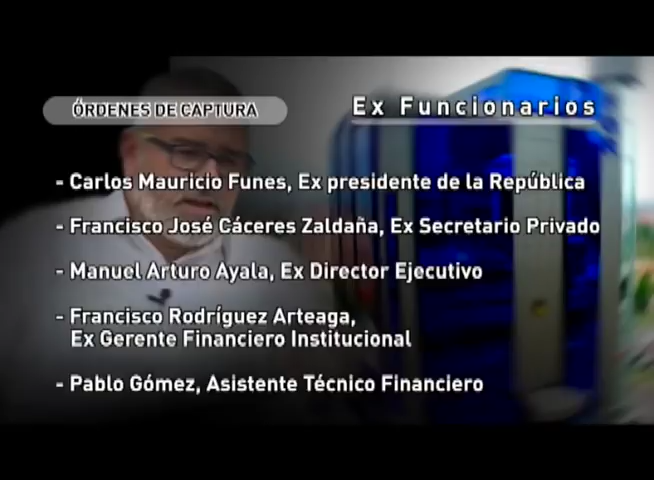 ÓRDENES DE CAPTURA
Ex Funcionarios
- Carlos Mauricio Funes, Ex presidente de la República
- Francisco José Cáceres Zaldaña, Ex Secretario Privado
- Manuel Arturo Ayala, Ex Director Ejecutivo
- Francisco Rodríguez Arteaga,
Ex Gerente Financiero Institucional
- Pablo Gómez, Asistente Técnico Financiero